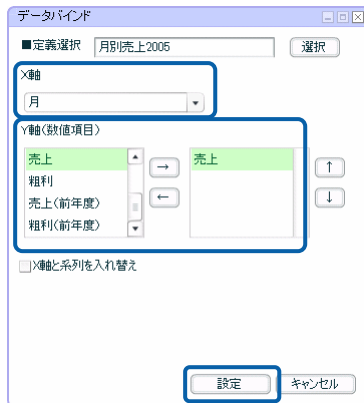 データバインド
■定義選択 月別売上2005 選択
X軸
月
Y軸(数値項目)
売上 → 売上 ↑
粗利
売上(前年度) ← ↓
粗利(前年度)
X軸と系列を入れ替え
設定 キャンセル